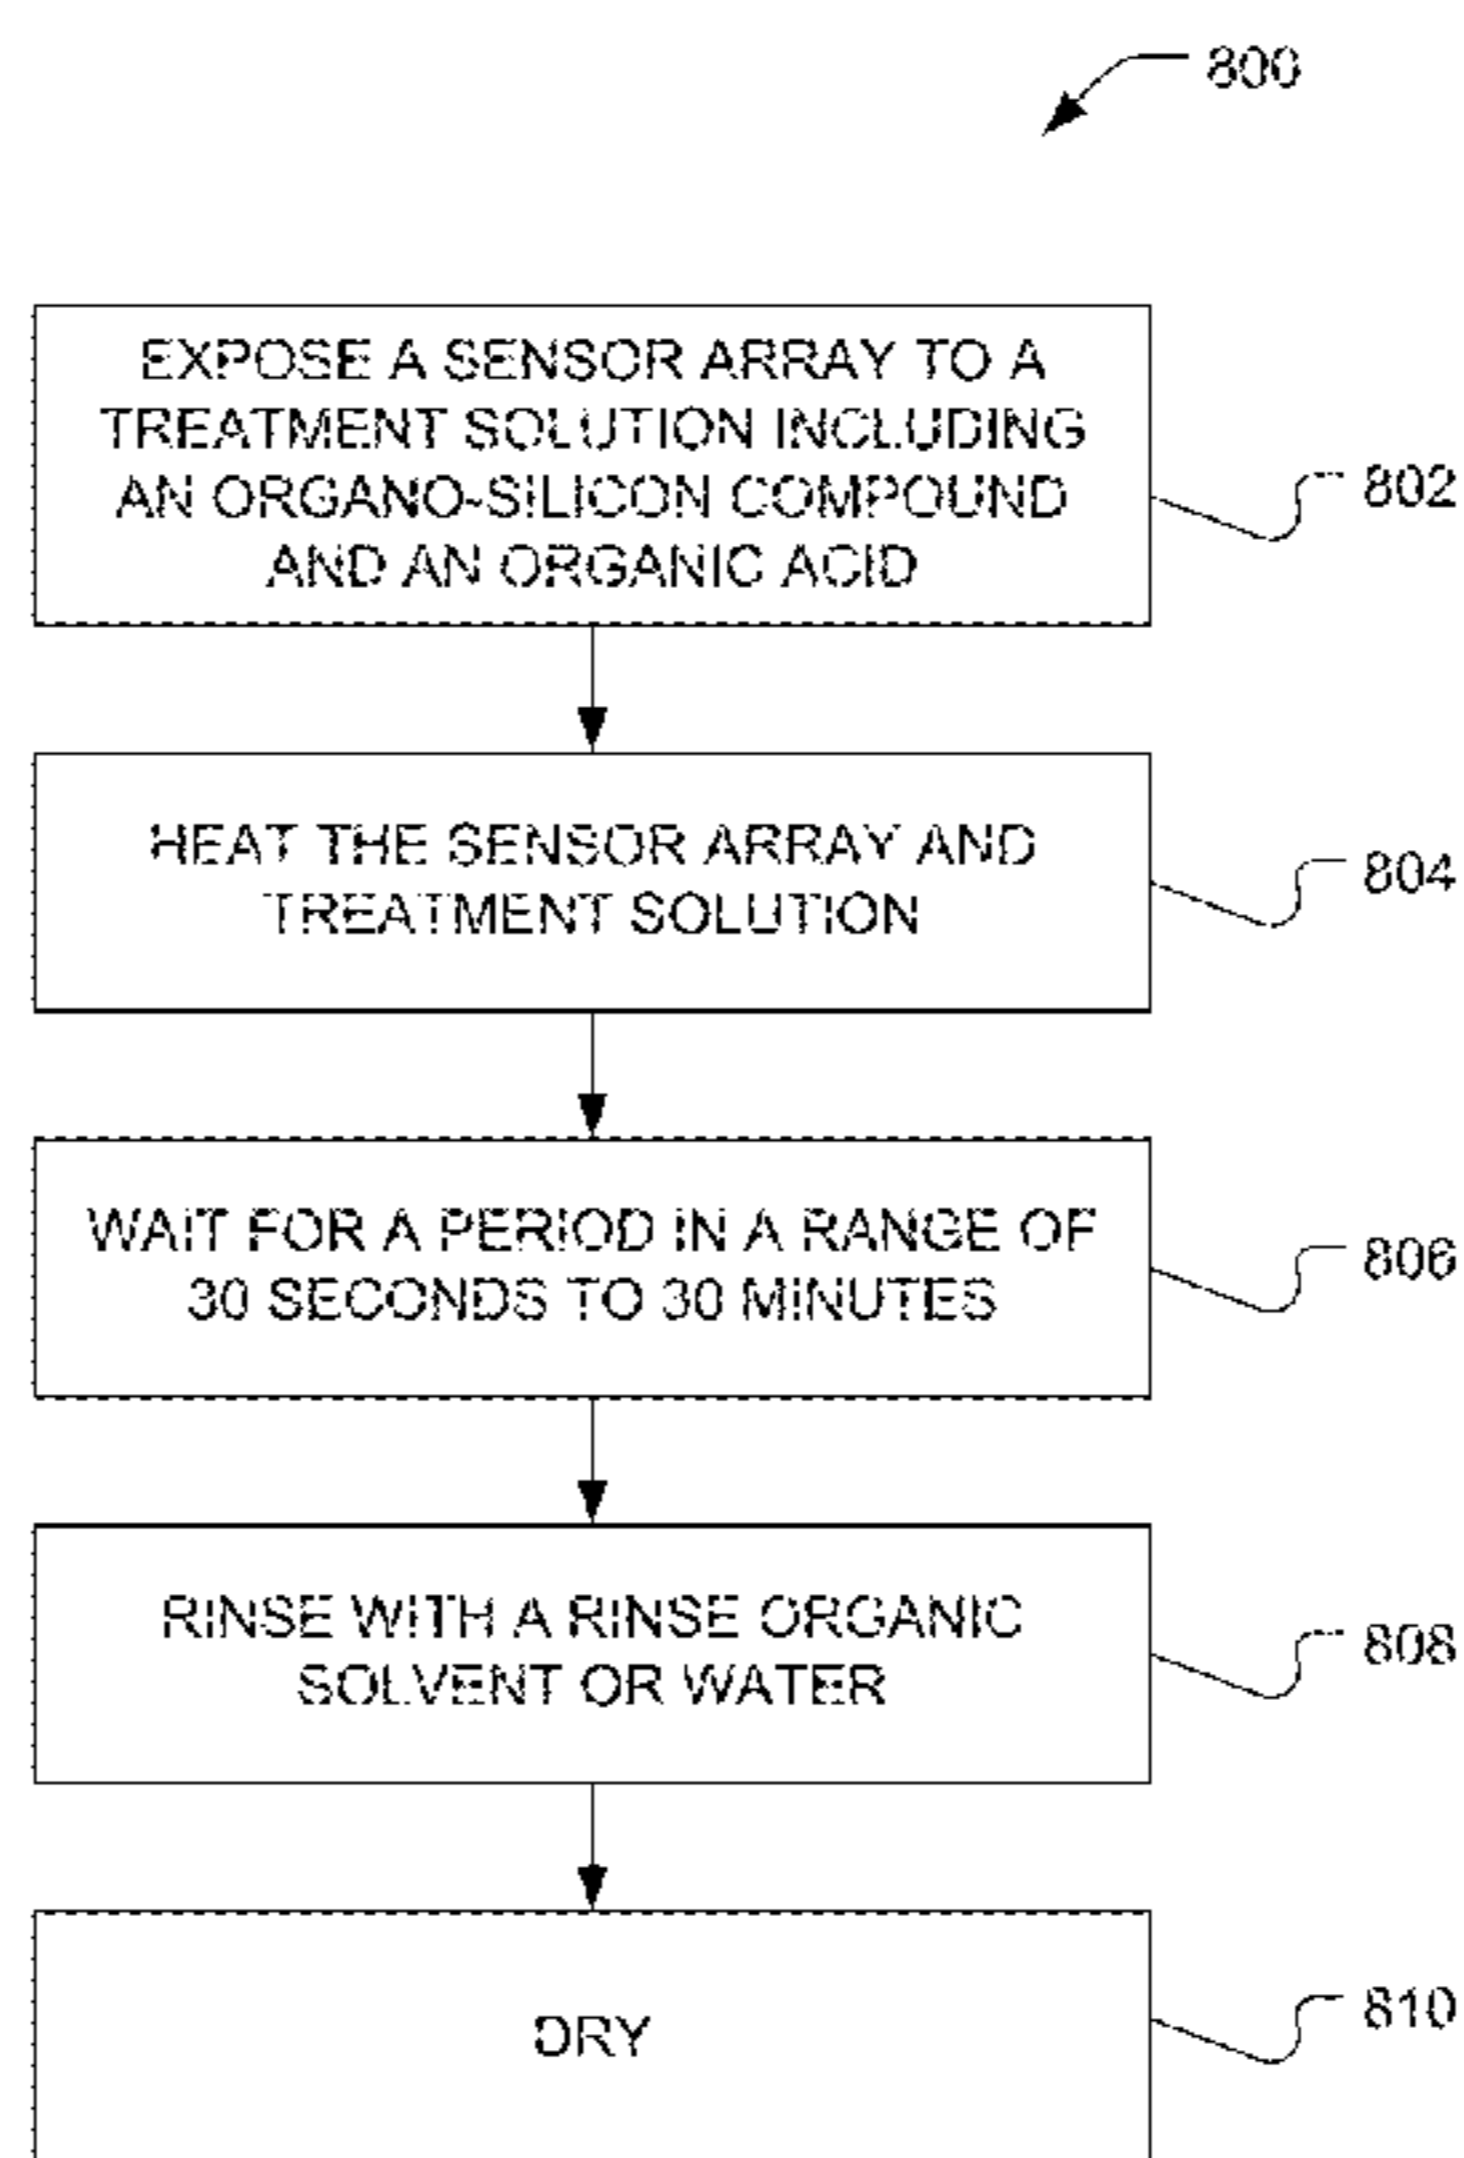 800
EXPOSE A SENSOR ARRAY TO A
TREATMENT SOLUTION INCLUDING
AN ORGANO-SILICON COMPOUND
AND AN ORGANIC ACID
802
HEAT THE SENSOR ARRAY AND
TREATMENT SOLUTION
804
WAIT FOR A PERIOD IN A RANGE OF
30 SECONDS TO 30 MINUTES
806
RINSE WITH A RINSE ORGANIC
SOLVENT OR WATER
808
DRY
810